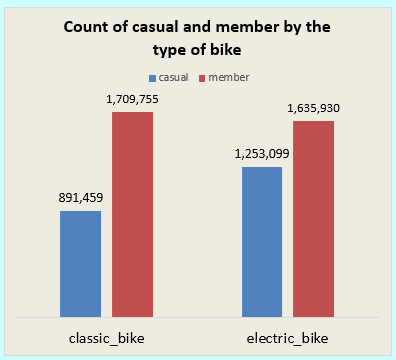 Count of casual and member by the
type of bike
casual member
1,709,755
1,635,930
1,253,099
891,459
classic_bike electric_bike